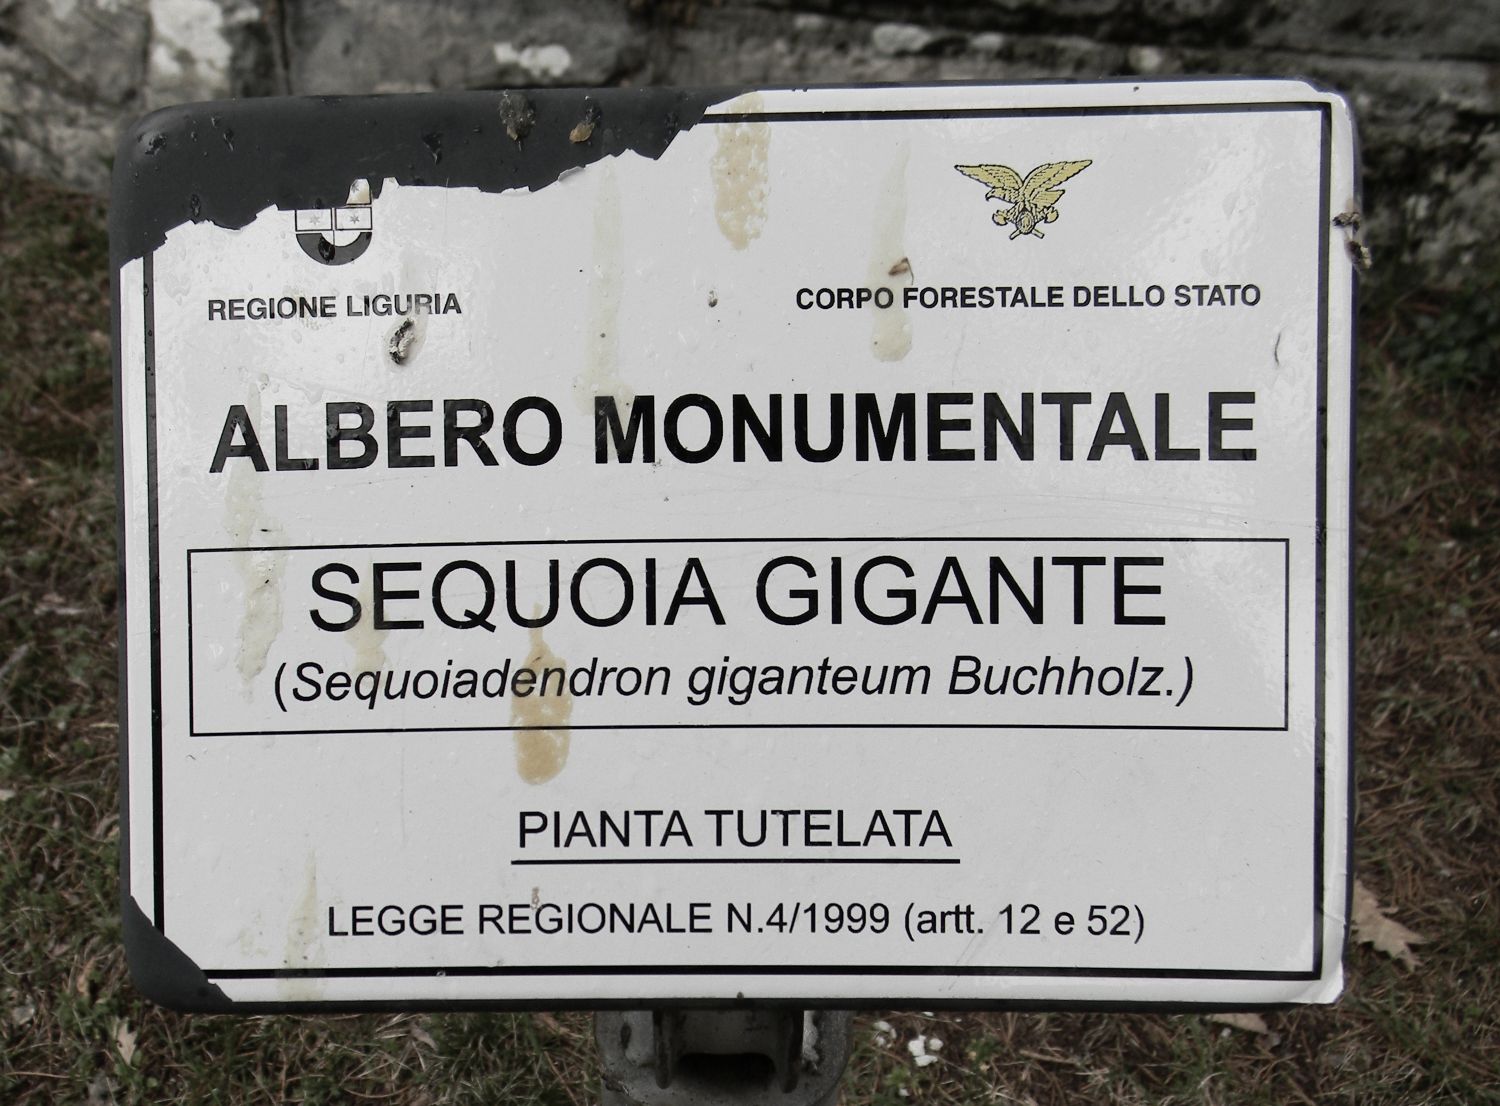 REGIONE LIGURIA
CORPO FORESTALE DELLO STATO
ALBERO MONUMENTALE
SEQUOIA GIGANTE
(Sequoiadendron giganteum Buchholz.)
PIANTA TUTELATA
LEGGE REGIONALE N.4/1999 (artt. 12 e 52)